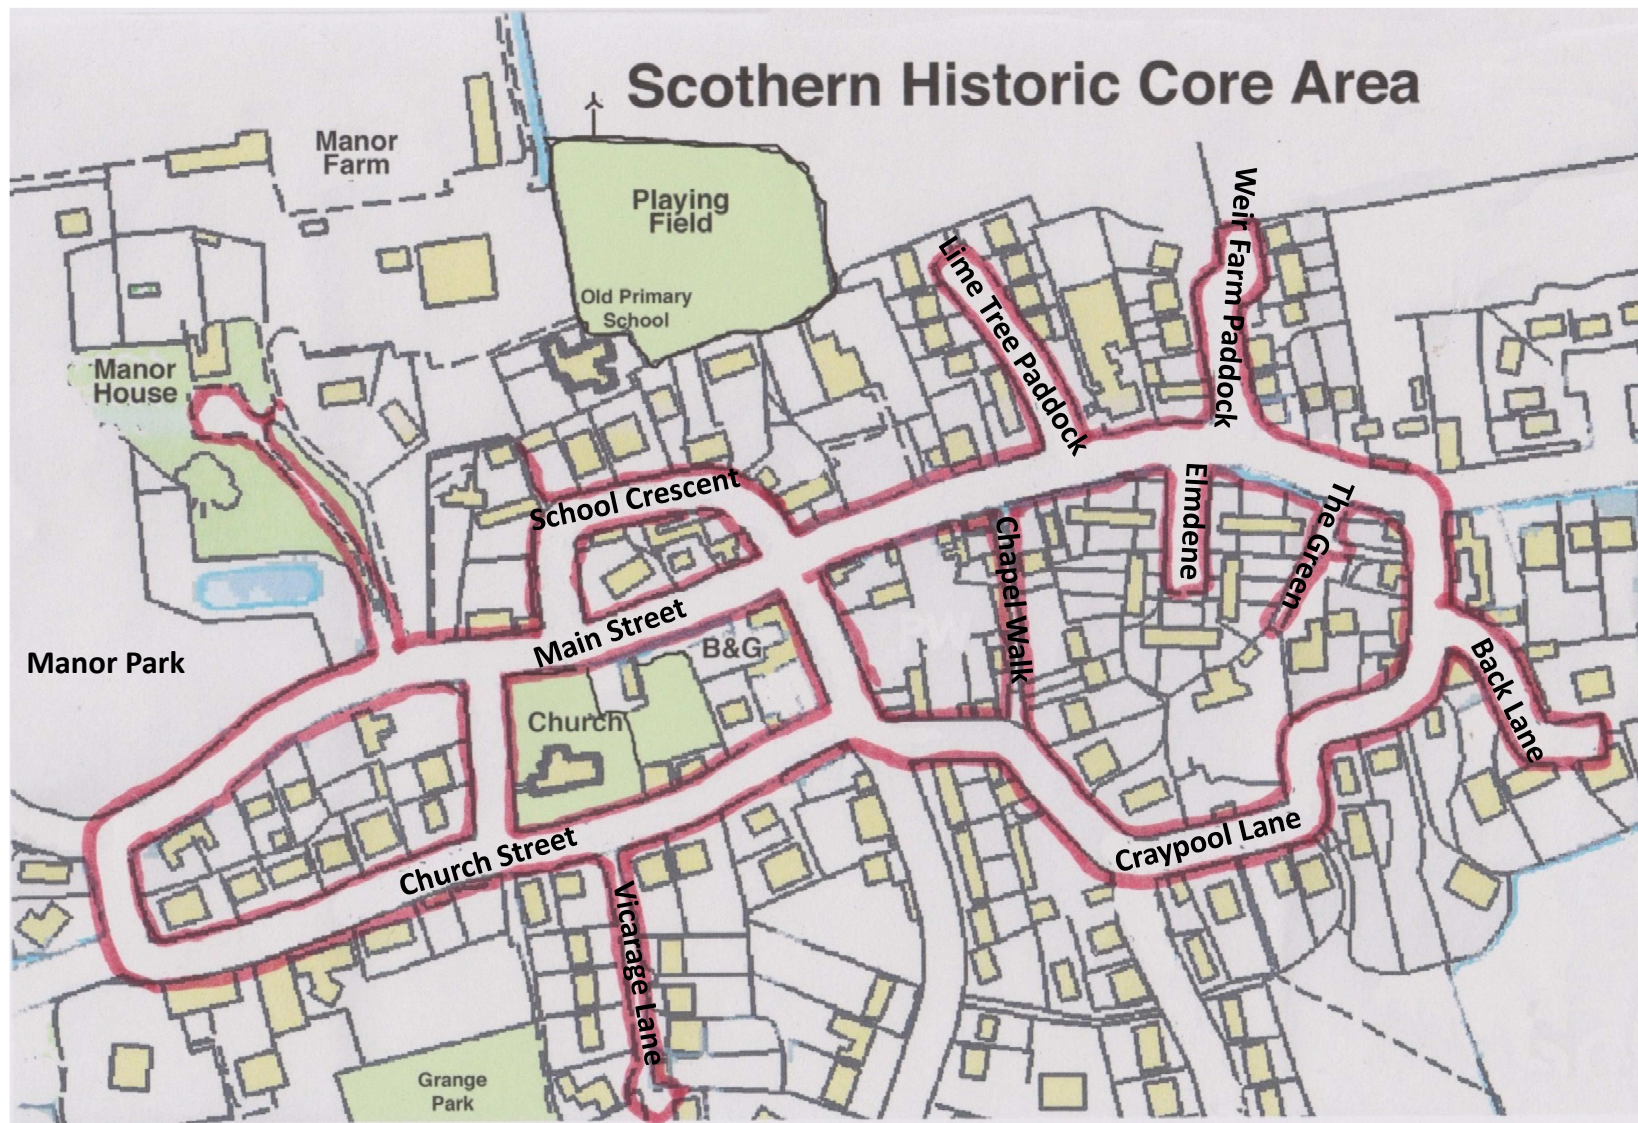 Scothern Historic Core Area
Manor
Farm
Playing
Field
Old Primary
School
Manor
House
Weir Farm Paddock
Lime Tree Paddock
School Crescent
Elmdene
The Green
Chapel Walk
Main Street
B&G
Manor Park
Church
Back Lane
Craypool Lane
Church Street
Vicarage Lane
Grange
Park